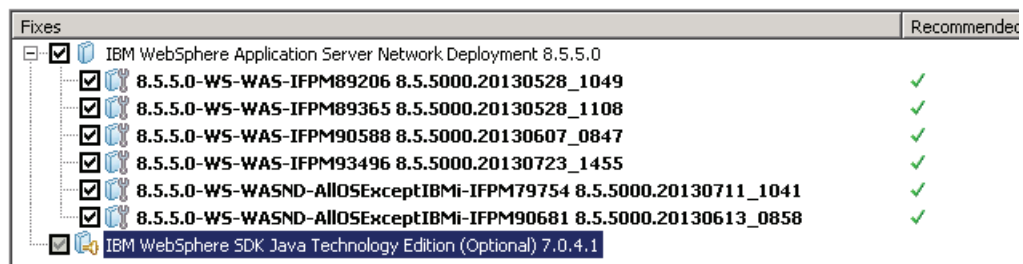 Fixes Recommended
IBM WebSphere Application Server Network Deployment 8.5.5.0
8.5.5.0-WS-WAS-IFPM89206 8.5.5000.20130528_1049
8.5.5.0-WS-WAS-IFPM89365 8.5.5000.20130528_1108
8.5.5.0-WS-WAS-IFPM90588 8.5.5000.20130607_0847
8.5.5.0-WS-WAS-IFPM93496 8.5.5000.20130723_1455
8.5.5.0-WS-WASND-AllOSExceptIBMi-IFPM79754 8.5.5000.20130711_1041
8.5.5.0-WS-WASND-AllOSExceptIBMi-IFPM90681 8.5.5000.20130613_0858
IBM WebSphere SDK Java Technology Edition (Optional) 7.0.4.1